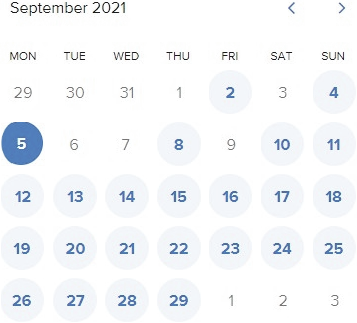 September 2021
MON TUE WED THU FRI SAT SUN
29 30 31 1 2 3 4
5 6 7 8 9 10 11
12 13 14 15 16 17 18
19 20 21 22 23 24 25
26 27 28 29 1 2 3